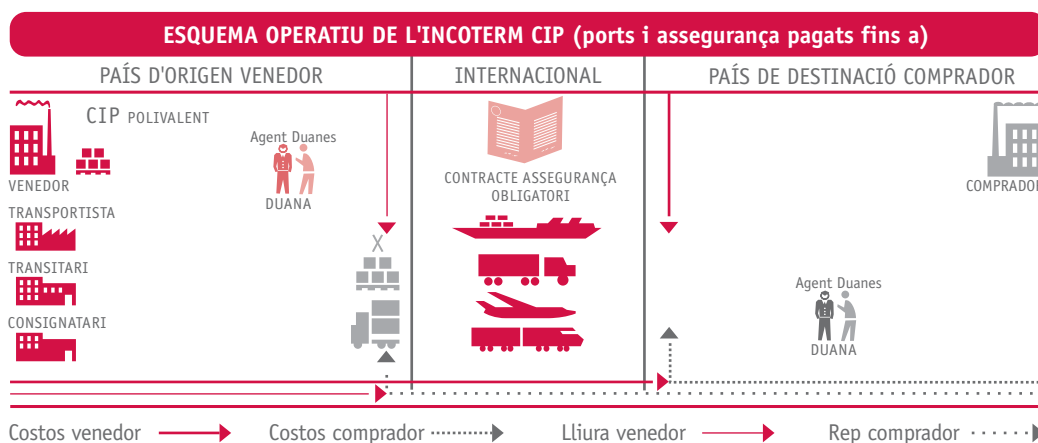 ESQUEMA OPERATIU DE L'INCOTERM CIP (ports i assegurança pagats fins a)
PAÍS D'ORIGEN VENEDOR
INTERNACIONAL
PAÍS DE DESTINACIÓ COMPRADOR
CIP POLIVALENT
VENEDOR
Agent Duanes
DUANA
CONTRACTE ASSEGURANÇA
OBLIGATORI
COMPRADOR
TRANSPORTISTA
X
TRANSITARI
CONSIGNATARI
Agent Duanes
DUANA
Costos venedor
Costos comprador
Lliura venedor
Rep comprador